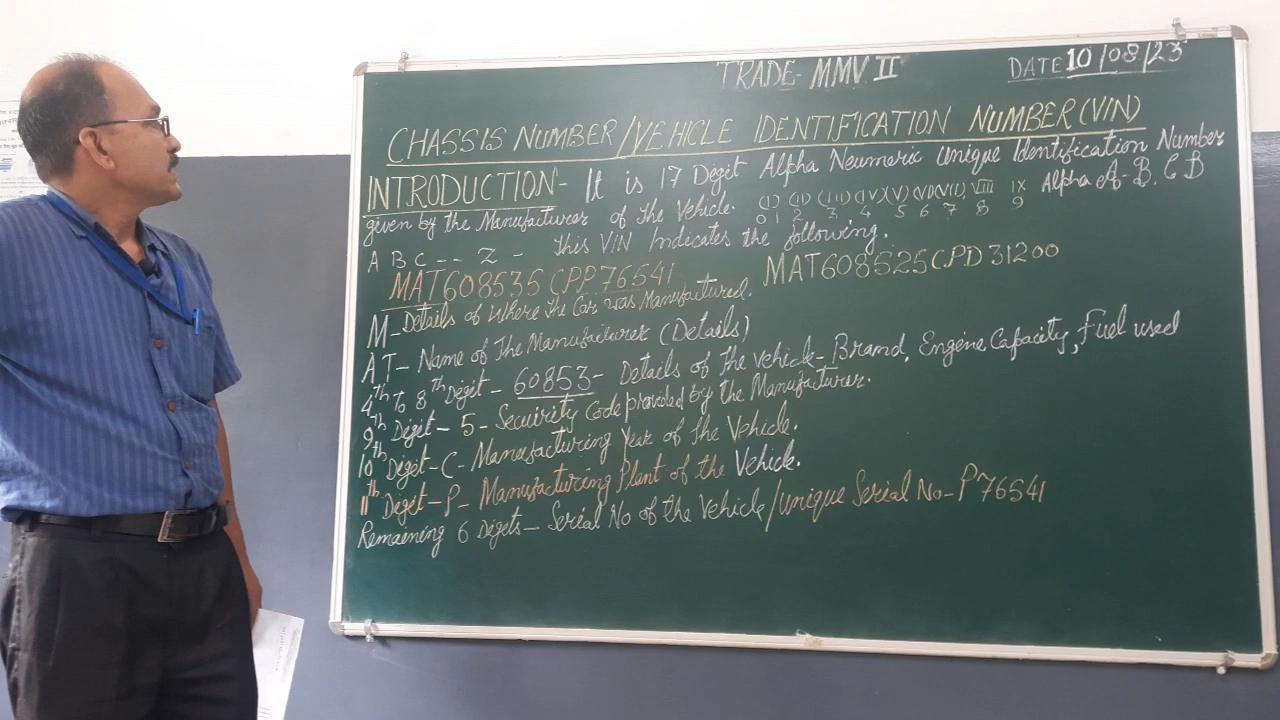 TRADE- MMV II
DATE 10/08/23
CHASSIS NUMBER/VEHICLE IDENTIFICATION NUMBER (VIN)
INTRODUCTION- It is 17 Degit Alpha Neumeric Unique Identification Number
given by the Manufacturer of the Vehicle. (I) (II) (III) (IV) (V) (VI) (VII) VIII IX Alpha A- B. C D
0 1 2 3 4 5 6 7 8 9
A B C -- Z - This VIN Indicates the following.
MAT608535CPP76541 MAT608525CPD31200
M- Details of Where The Car was Manufactured.
AT- Name of The Manufacturer (Details)
4th To 8th Degit- 60853- Details of the vehicle- Brand, Engine Capacity, Fuel used
9th Degit- 5- Secuirity Code provided by the Manufacturer.
10th Degit-C- Manufacturing Year of The Vehicle.
11th Degit-P- Manufacturing Plant of the Vehicle.
Remaining 6 Digets- Serial No of the Vehicle/Unique Serial No-P76541